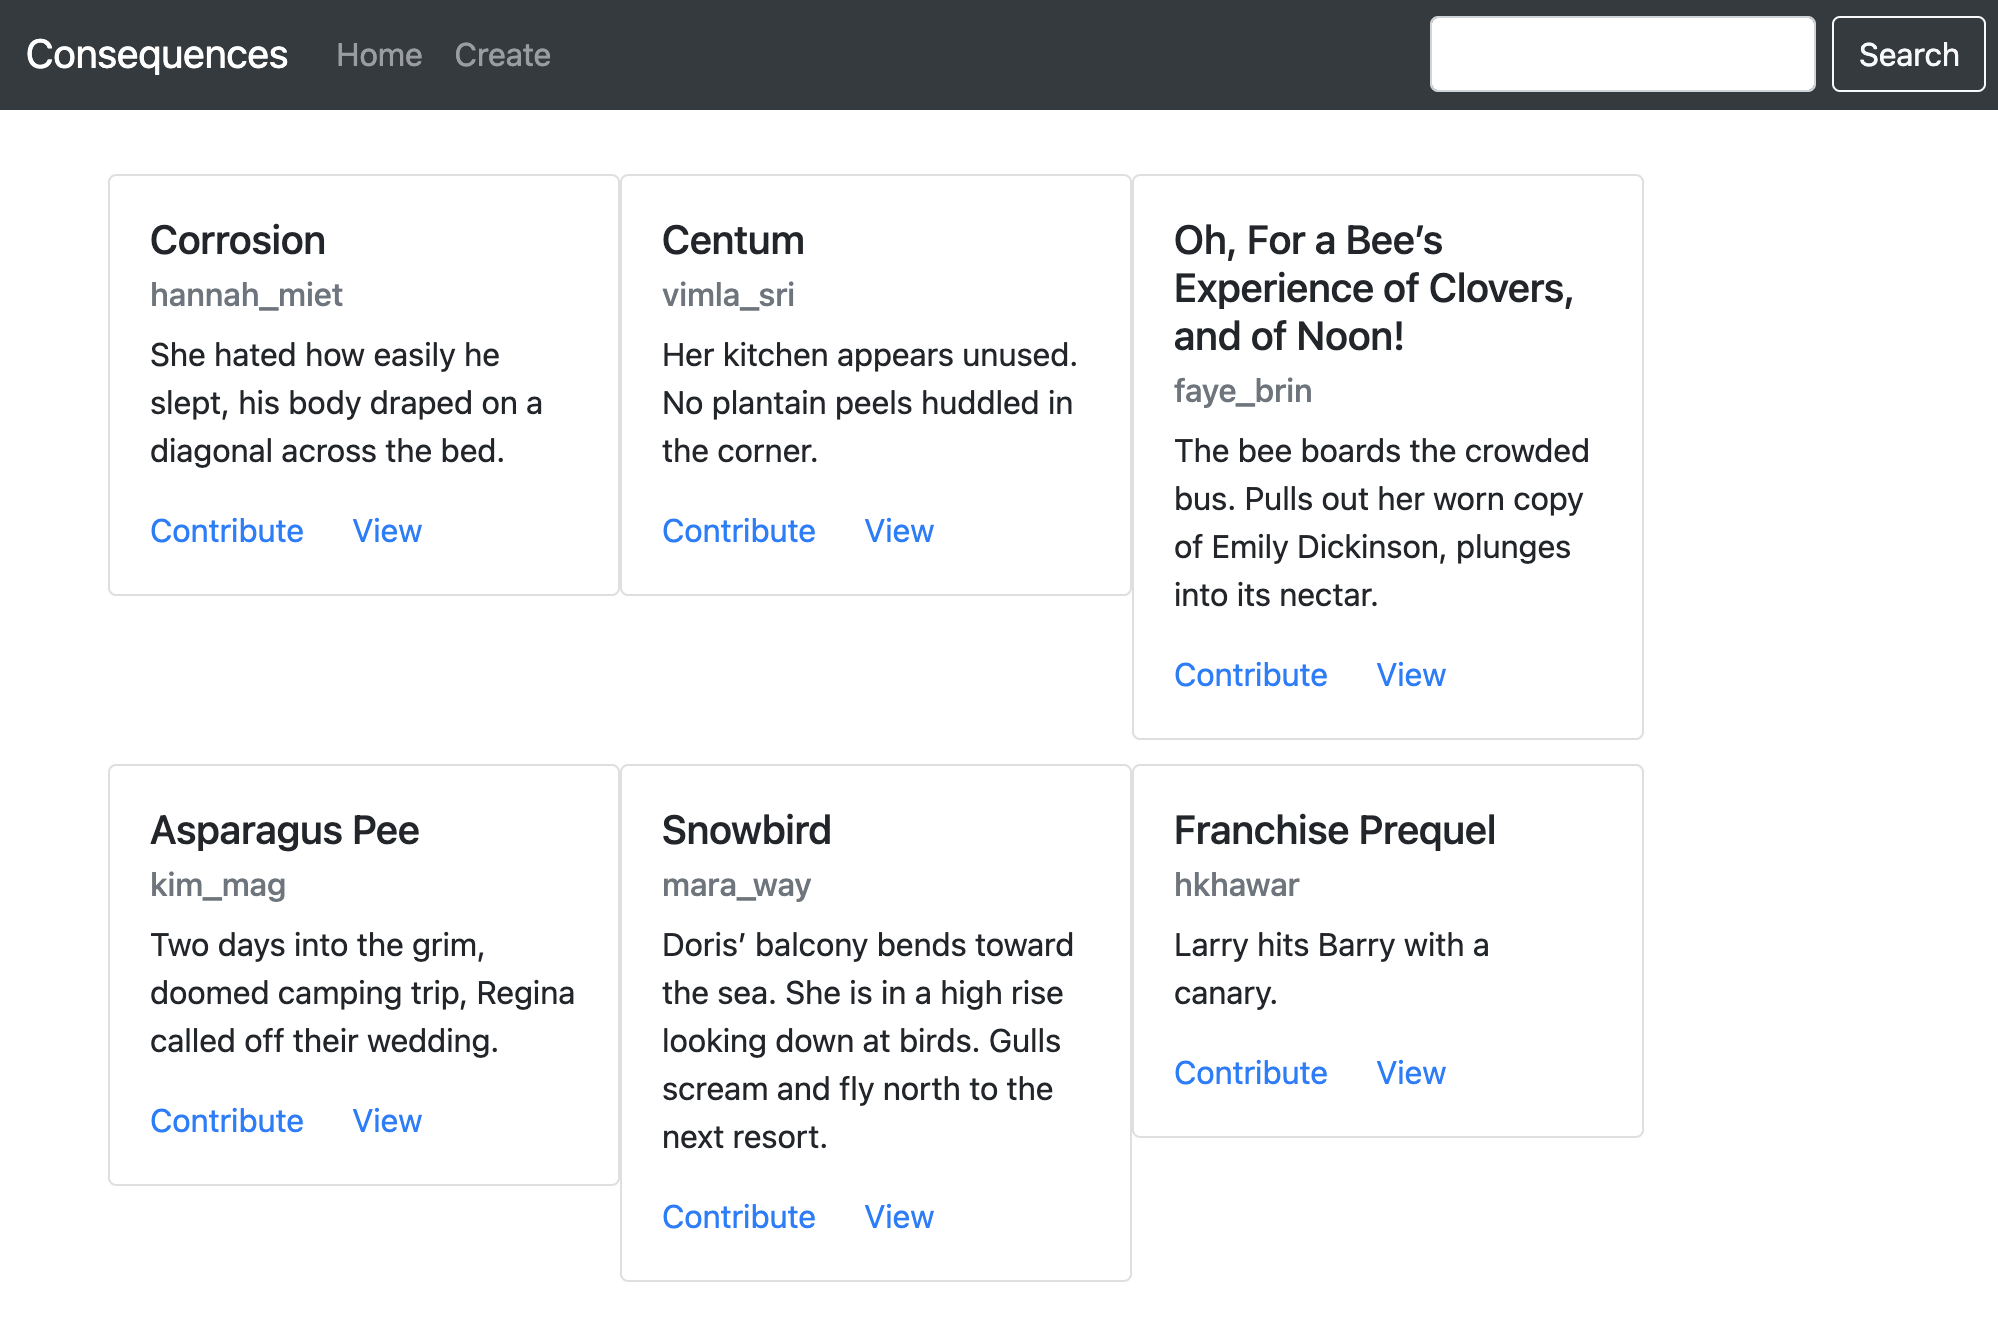 Consequences Home Create Search
Corrosion
hannah_miet
She hated how easily he
slept, his body draped on a
diagonal across the bed.
Contribute View
Centum
vimla_sri
Her kitchen appears unused.
No plantain peels huddled in
the corner.
Contribute View
Oh, For a Bee’s
Experience of Clovers,
and of Noon!
faye_brin
The bee boards the crowded
bus. Pulls out her worn copy
of Emily Dickinson, plunges
into its nectar.
Contribute View
Asparagus Pee
kim_mag
Two days into the grim,
doomed camping trip, Regina
called off their wedding.
Contribute View
Snowbird
mara_way
Doris’ balcony bends toward
the sea. She is in a high rise
looking down at birds. Gulls
scream and fly north to the
next resort.
Contribute View
Franchise Prequel
hkhawar
Larry hits Barry with a
canary.
Contribute View